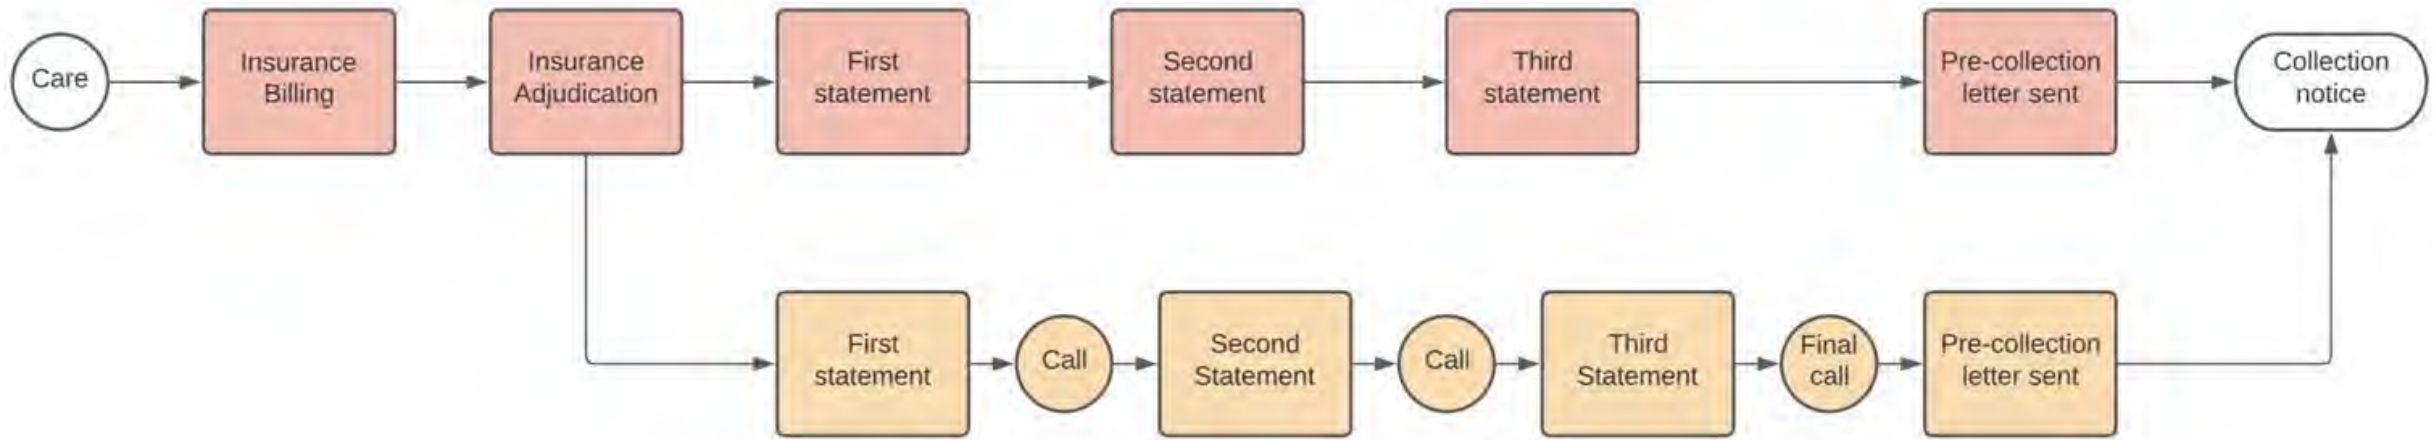 Care
Insurance
Billing
Insurance
Adjudication
First
statement
Second
statement
Third
statement
Pre-collection
letter sent
Collection
notice
First
statement
Call
Second
Statement
Call
Third
Statement
Final
call
Pre-collection
letter sent